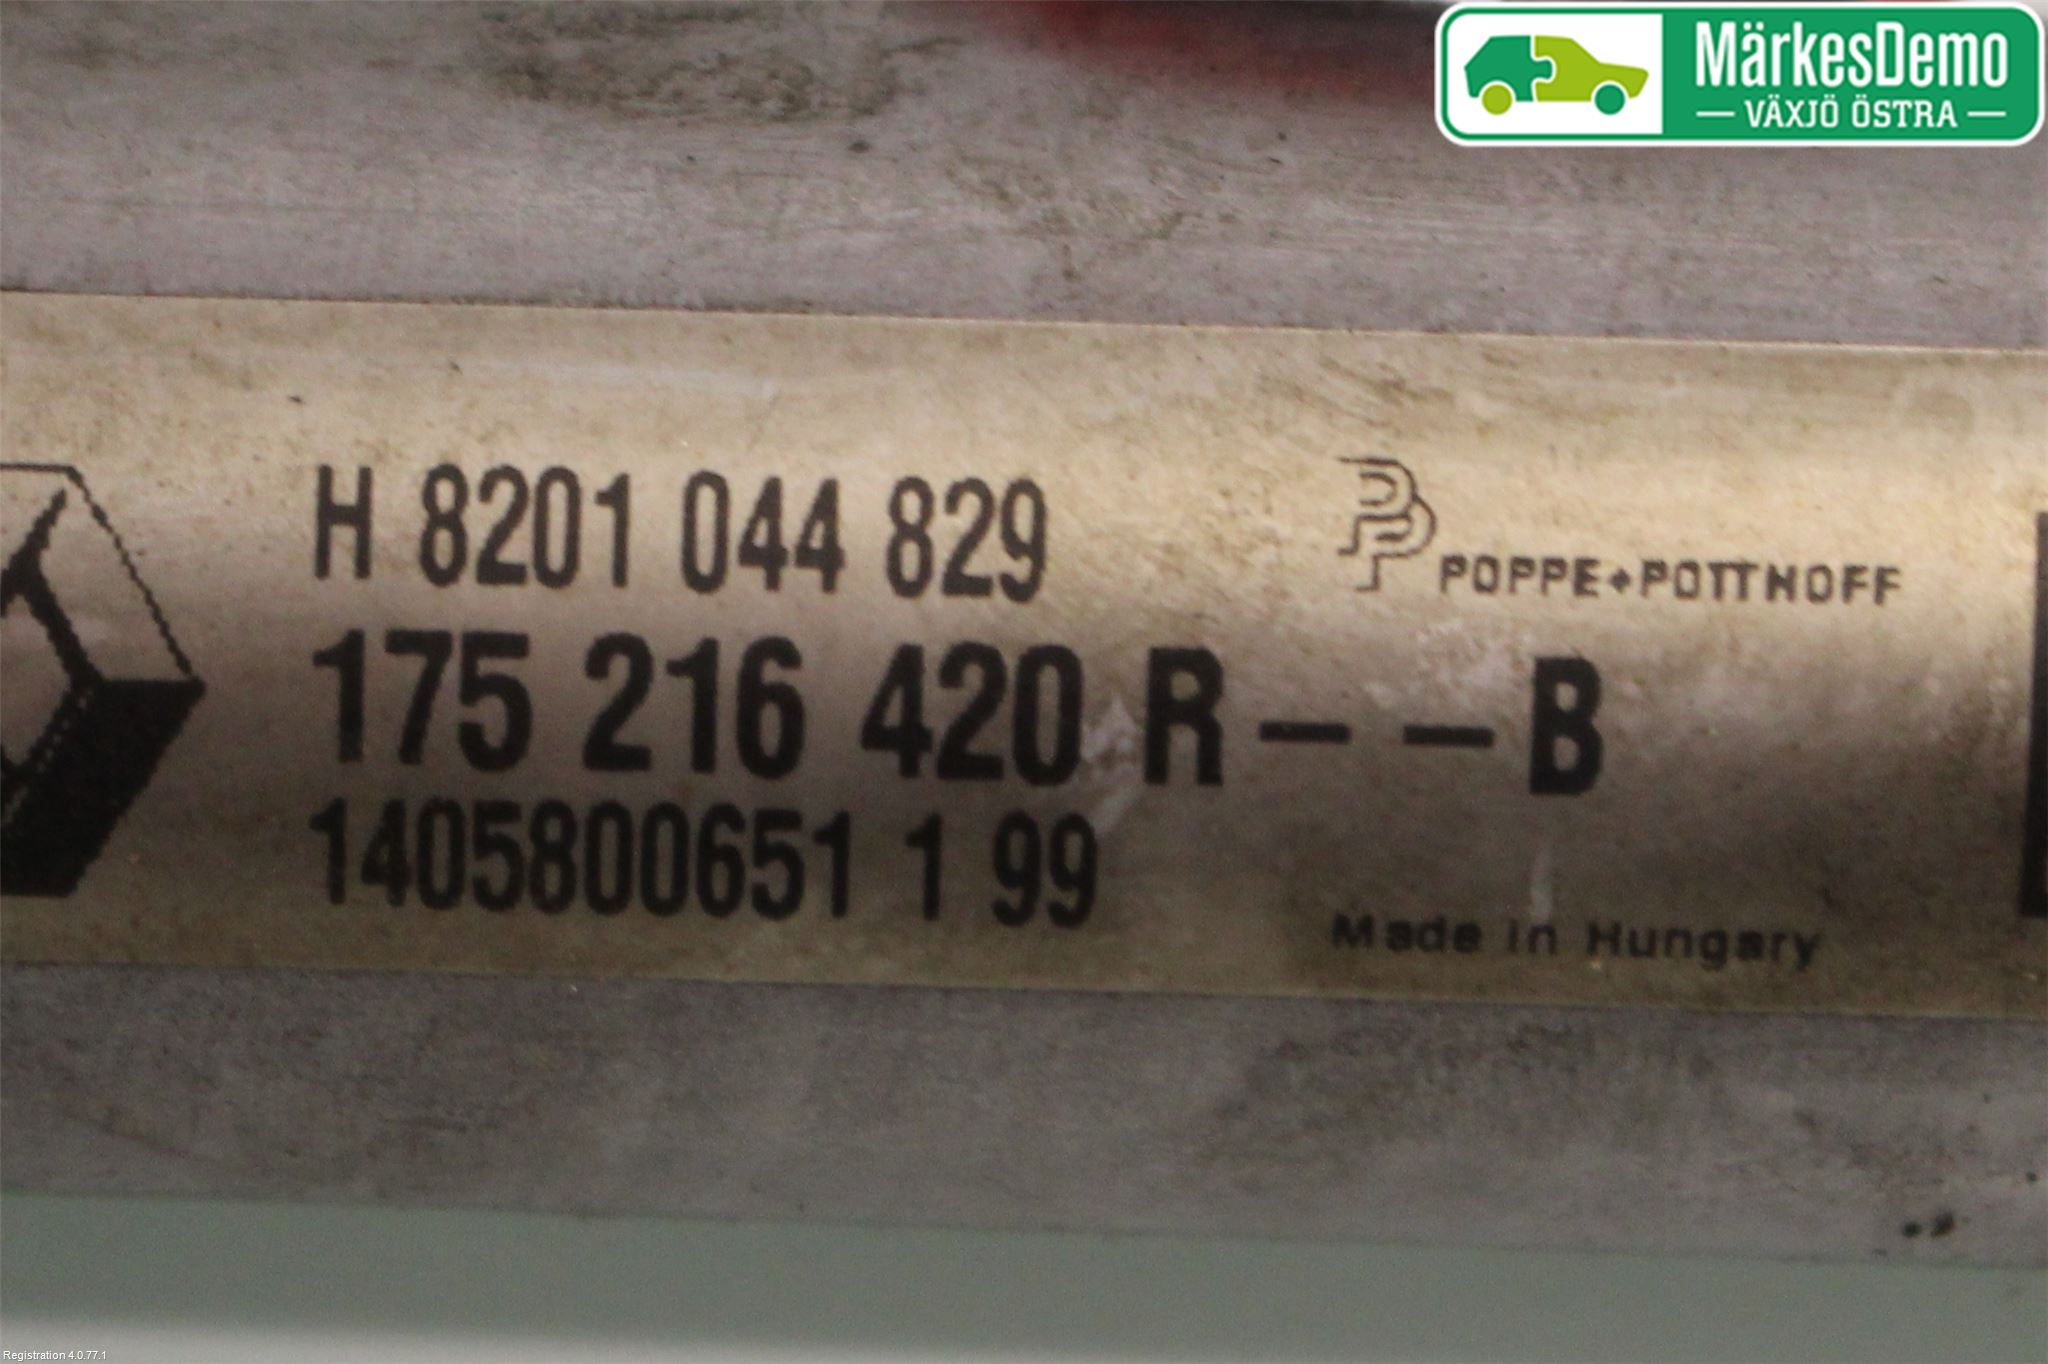 MärkesDemo
VÄXJÖ ÖSTRA
H 8201 044 829
POPPE+POTTHOFF
175 216 420 R -- B
1405800651 1 99
Made in Hungary
Registration 4.0.77.1